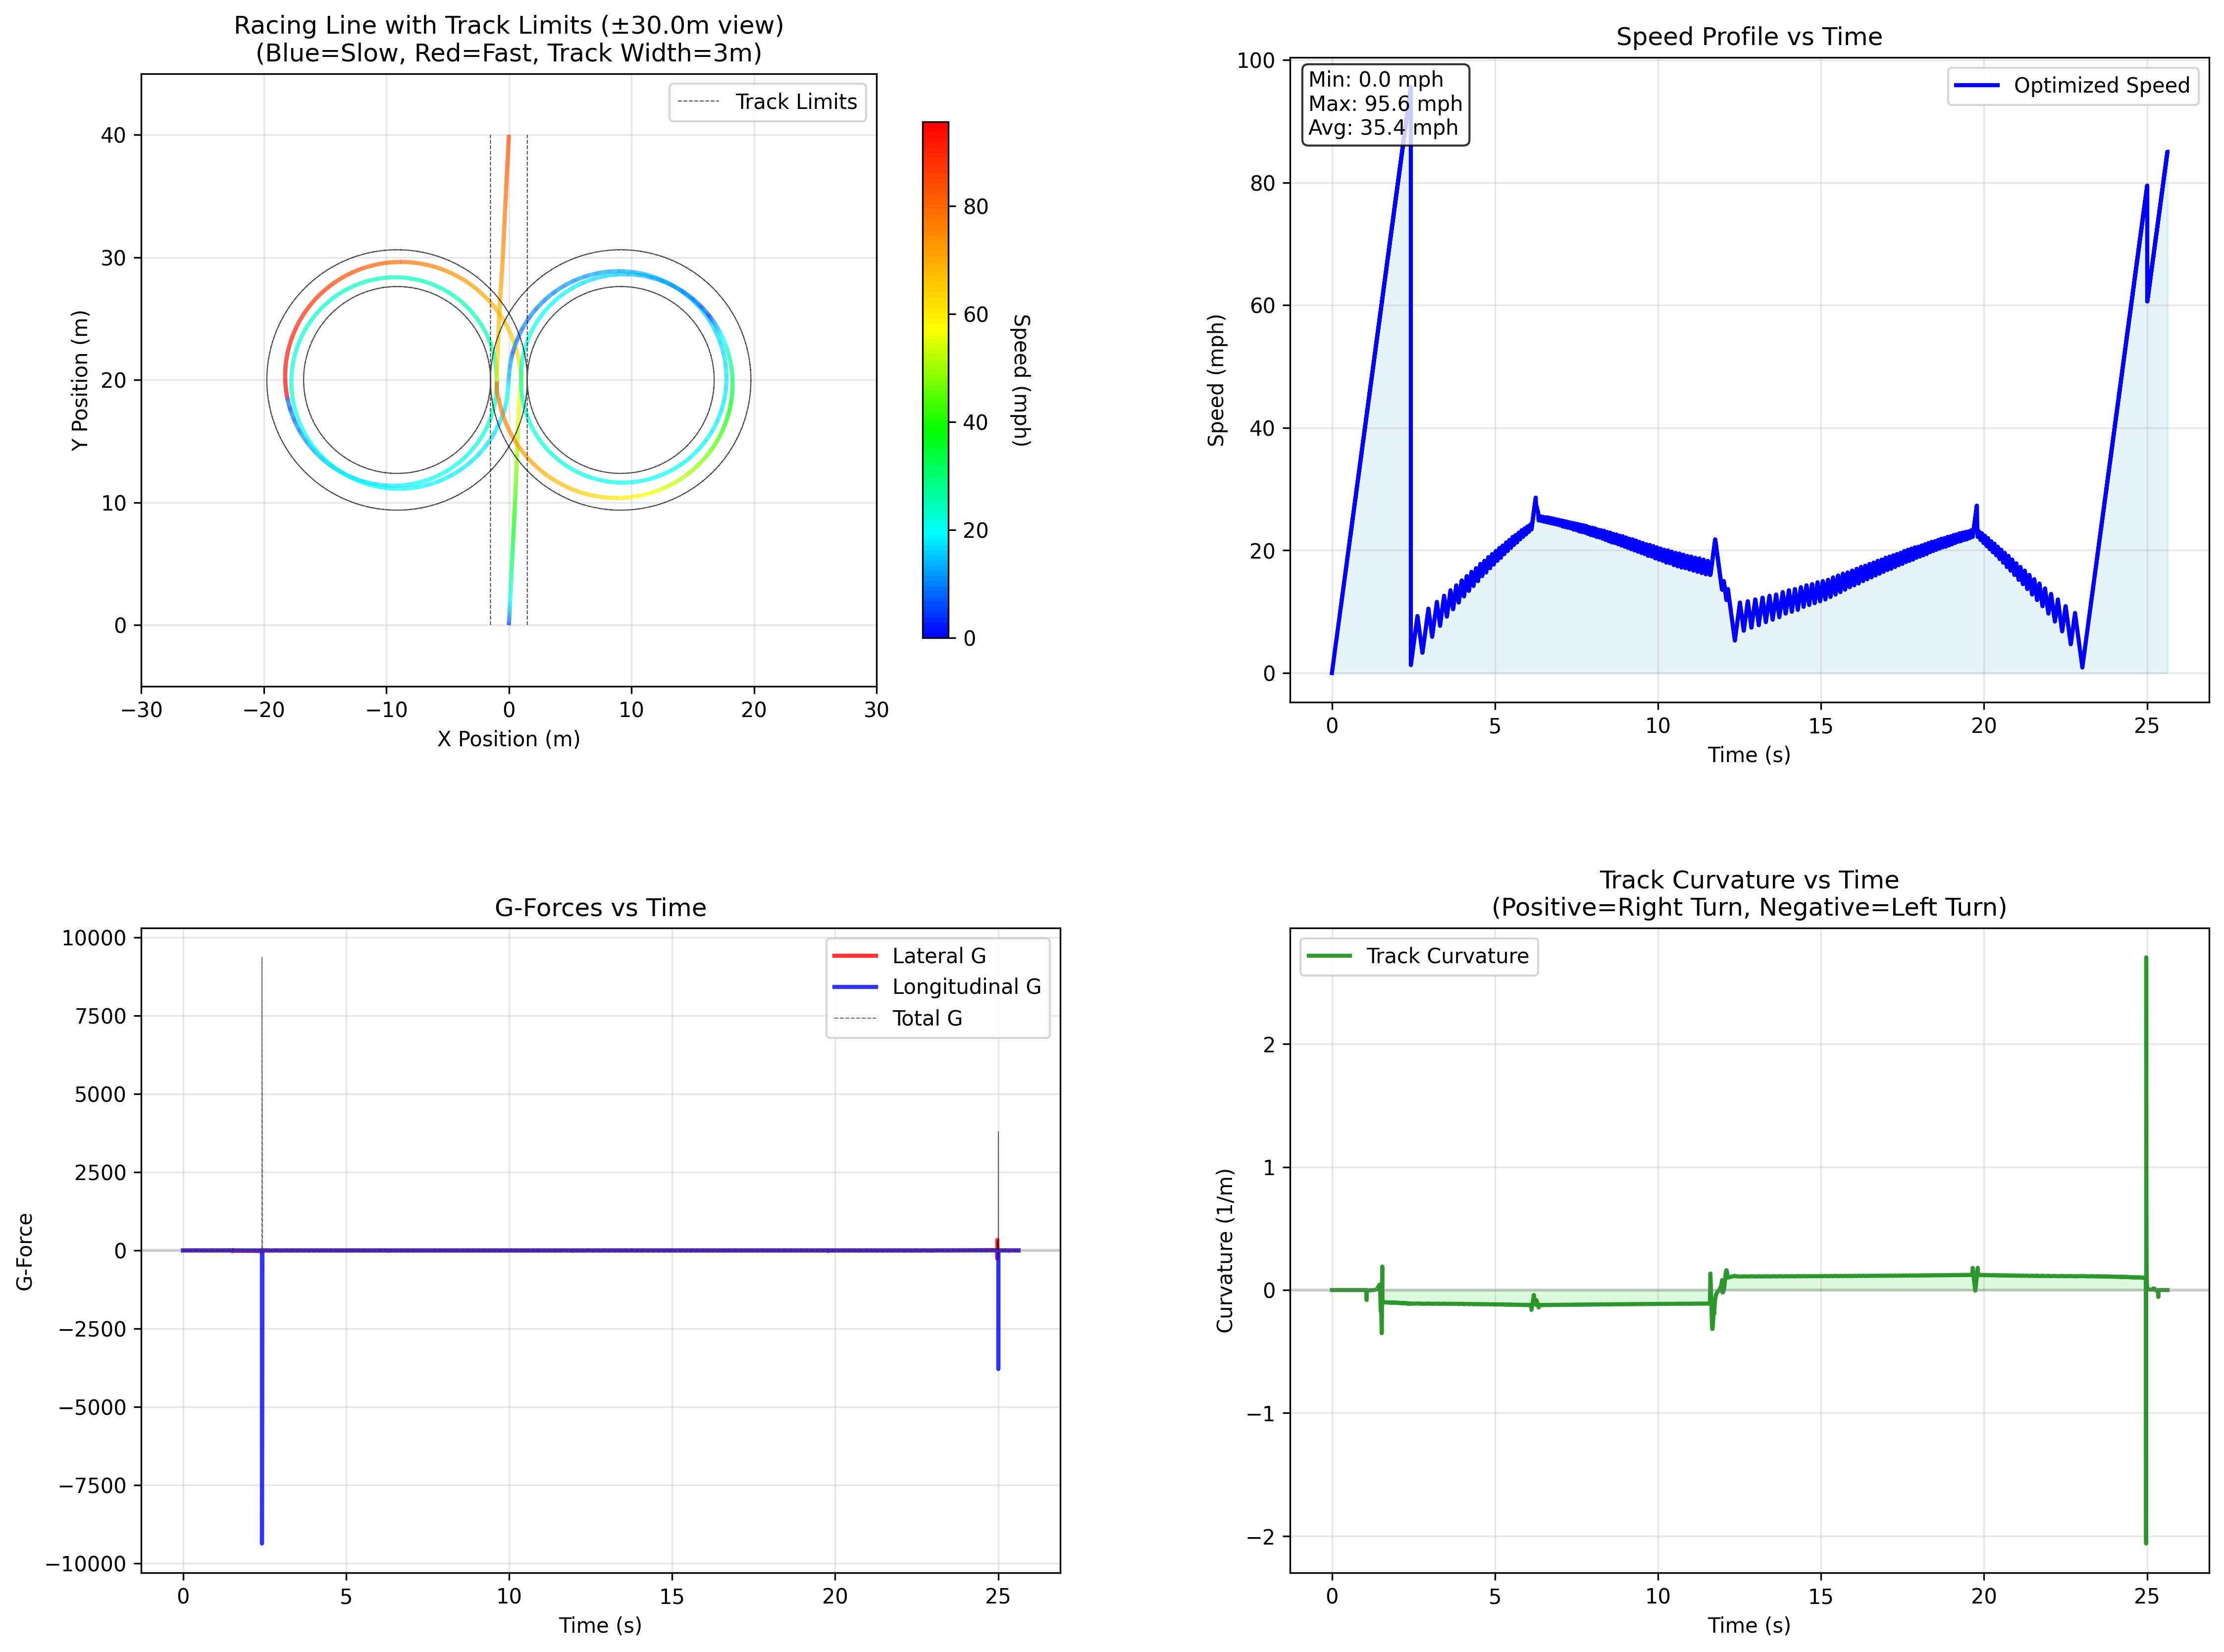 Racing Line with Track Limits (±30.0m view)
(Blue=Slow, Red=Fast, Track Width=3m)
Track Limits
40
30
20
10
0
Y Position (m)
−30
−20
−10
0
10
20
30
X Position (m)
80
60
40
20
0
Speed (mph)
Speed Profile vs Time
Min: 0.0 mph
Max: 95.6 mph
Avg: 35.4 mph
Optimized Speed
100
80
60
40
20
0
Speed (mph)
0
5
10
15
20
25
Time (s)
G-Forces vs Time
Lateral G
Longitudinal G
Total G
10000
7500
5000
2500
0
−2500
−5000
−7500
−10000
G-Force
0
5
10
15
20
25
Time (s)
Track Curvature vs Time
(Positive=Right Turn, Negative=Left Turn)
Track Curvature
2
1
0
−1
−2
Curvature (1/m)
0
5
10
15
20
25
Time (s)